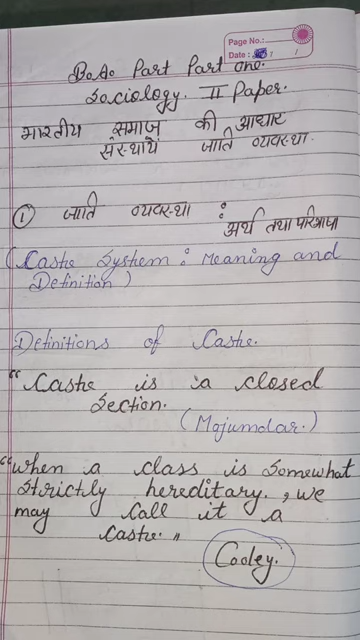 Page No.:
Date: 7 /
B.A. Part Part one.
Sociology. II Paper.
भारतीय समाज की आधार
संस्थायें जाति व्यवस्था.
① जाति व्यवस्था :
अर्थ तथा परिभाषा
(Caste System : Meaning and
Definition)
Definitions of Caste.
"Caste is a closed
Section.
(Majumdar.)
"when a class is somewhat
strictly hereditary, we
may call it a
Caste."
Cooley.